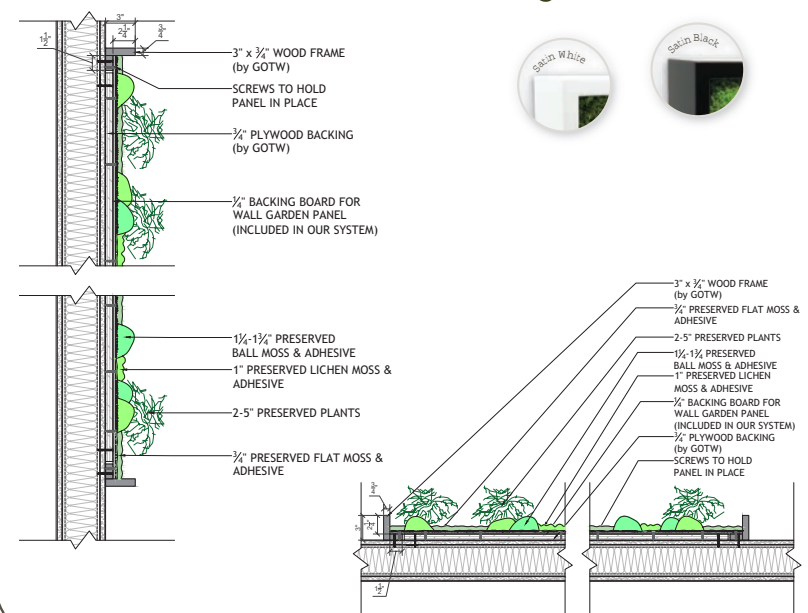 3"
2¼"
¾"
1½"
3" x ¾" WOOD FRAME
(by GOTW)
SCREWS TO HOLD
PANEL IN PLACE
¾" PLYWOOD BACKING
(by GOTW)
¼" BACKING BOARD FOR
WALL GARDEN PANEL
(INCLUDED IN OUR SYSTEM)
1¼-1¾" PRESERVED
BALL MOSS & ADHESIVE
1" PRESERVED LICHEN MOSS &
ADHESIVE
2-5" PRESERVED PLANTS
¾" PRESERVED FLAT MOSS &
ADHESIVE
Satin White
Satin Black
3" x ¾" WOOD FRAME
(by GOTW)
¾" PRESERVED FLAT MOSS &
ADHESIVE
2-5" PRESERVED PLANTS
1¼-1¾ PRESERVED
BALL MOSS & ADHESIVE
1" PRESERVED LICHEN
MOSS & ADHESIVE
¼" BACKING BOARD FOR
WALL GARDEN PANEL
(INCLUDED IN OUR SYSTEM)
¾" PLYWOOD BACKING
(by GOTW)
SCREWS TO HOLD
PANEL IN PLACE
¾"
3"
2¼"
1½"